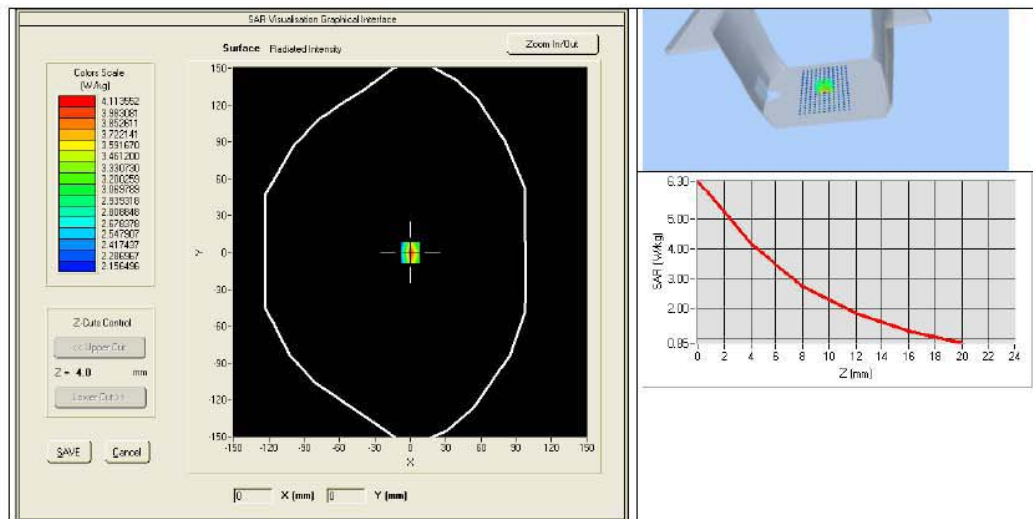 SAR Visualisation Graphical Interface
Surface Radiated Intensity
Zoom In/Out
Colors Scale
(W/kg)
4.113552
3.983081
3.852611
3.722141
3.591670
3.461200
3.330730
3.200259
3.069789
2.939318
2.808848
2.678378
2.547907
2.417437
2.286967
2.156496
150
120
90
60
30
0
-30
-60
-90
-120
-150
Y
-150 -120 -90 -60 -30 0 30 60 90 120 150
X
Z-Cuts Control
<< Upper Cut
Z = 4.0 mm
Lower Cut >>
SAVE Cancel
0 X (mm) 0 Y (mm)
6.30
5.00
4.00
3.00
2.00
0.85
SAR (W/kg)
0 2 4 6 8 10 12 14 16 18 20 22 24
Z (mm)